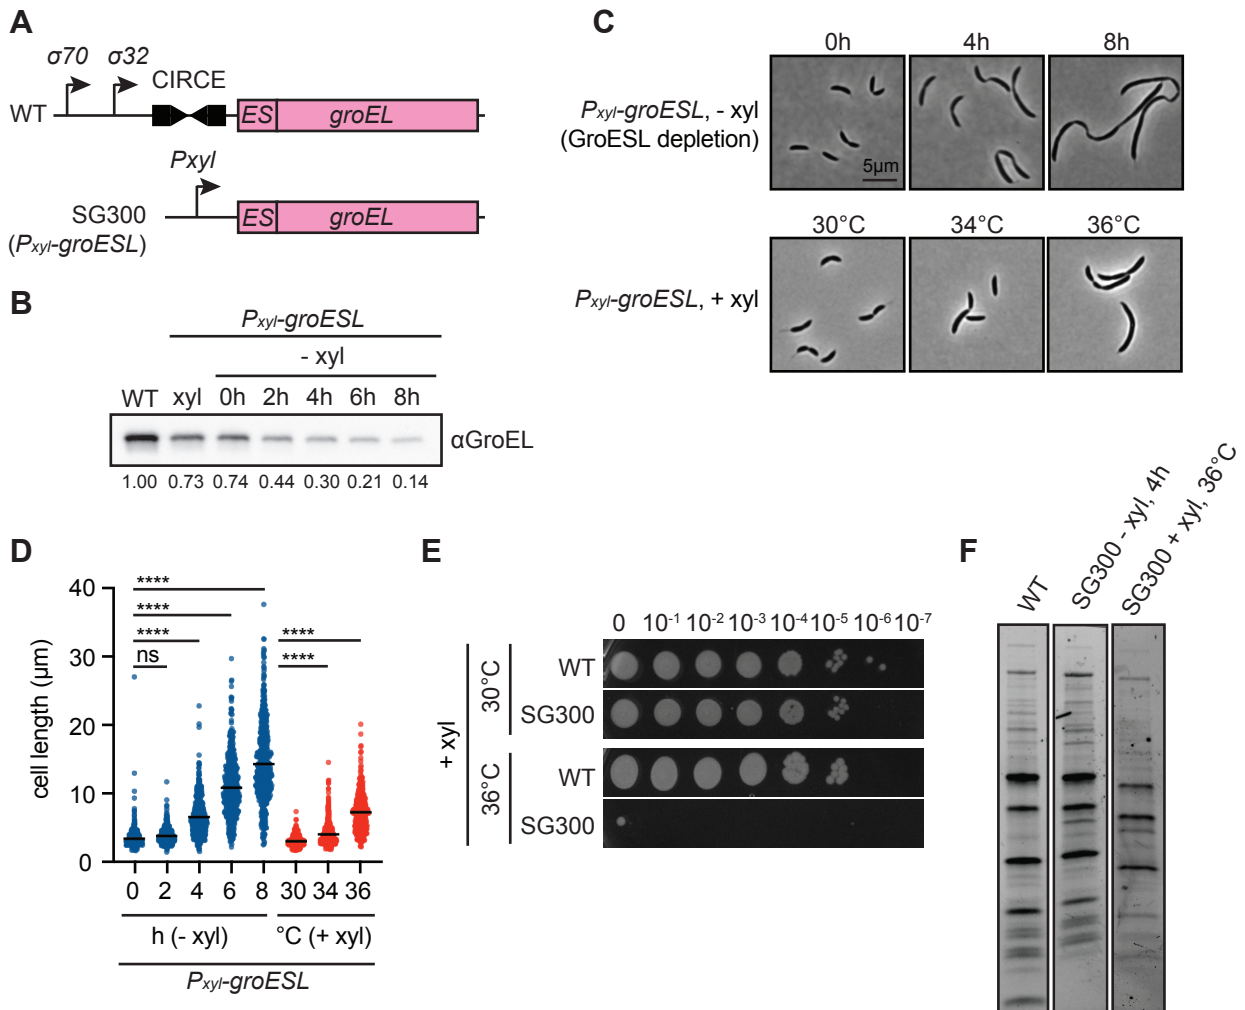 A
σ70 σ32
CIRCE
WT
ES groEL
Pxyl
SG300
(Pxyl-groESL)
ES groEL
B
Pxyl-groESL
- xyl
WT xyl 0h 2h 4h 6h 8h
αGroEL
1.00 0.73 0.74 0.44 0.30 0.21 0.14
C
0h 4h 8h
Pxyl-groESL, - xyl
(GroESL depletion)
5µm
30°C 34°C 36°C
Pxyl-groESL, + xyl
D
cell length (µm)
40
30
20
10
0
****
****
****
ns
****
****
0 2 4 6 8 30 34 36
h (- xyl) °C (+ xyl)
Pxyl-groESL
E
0 10-1 10-2 10-3 10-4 10-5 10-6 10-7
+ xyl
30°C
WT
SG300
36°C
WT
SG300
F
WT
SG300 - xyl, 4h
SG300 + xyl, 36°C